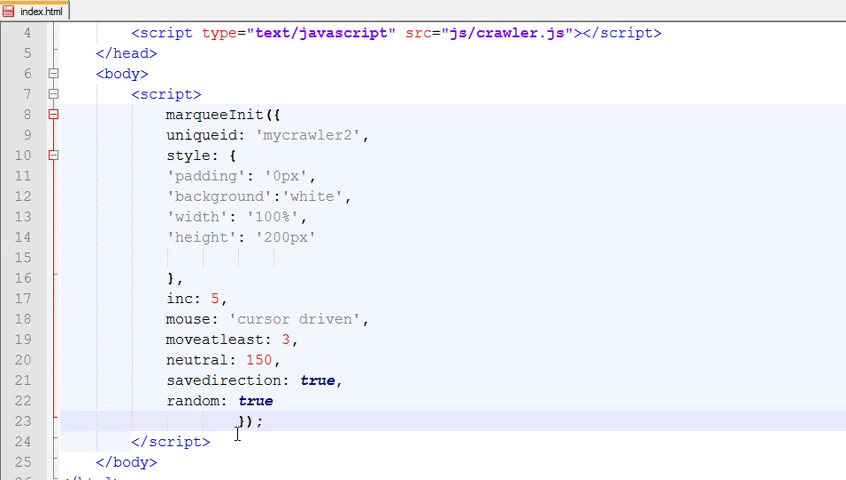 index.html
4 <script type="text/javascript" src="js/crawler.js"></script>
5 </head>
6 <body>
7 <script>
8 marqueeInit({
9 uniqueid: 'mycrawler2',
10 style: {
11 'padding': '0px',
12 'background':'white',
13 'width': '100%',
14 'height': '200px'
15
16 },
17 inc: 5,
18 mouse: 'cursor driven',
19 moveatleast: 3,
20 neutral: 150,
21 savedirection: true,
22 random: true
23 });
24 </script>
25 </body>